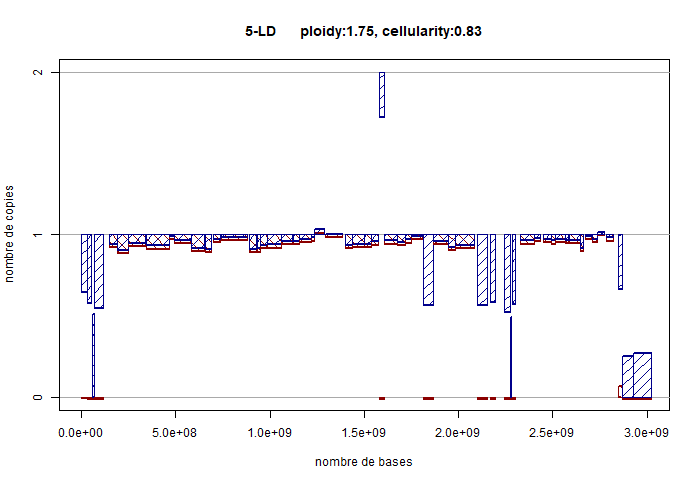 5-LD ploidy:1.75, cellularity:0.83
nombre de copies
2
1
0
0.0e+00 5.0e+08 1.0e+09 1.5e+09 2.0e+09 2.5e+09 3.0e+09
nombre de bases